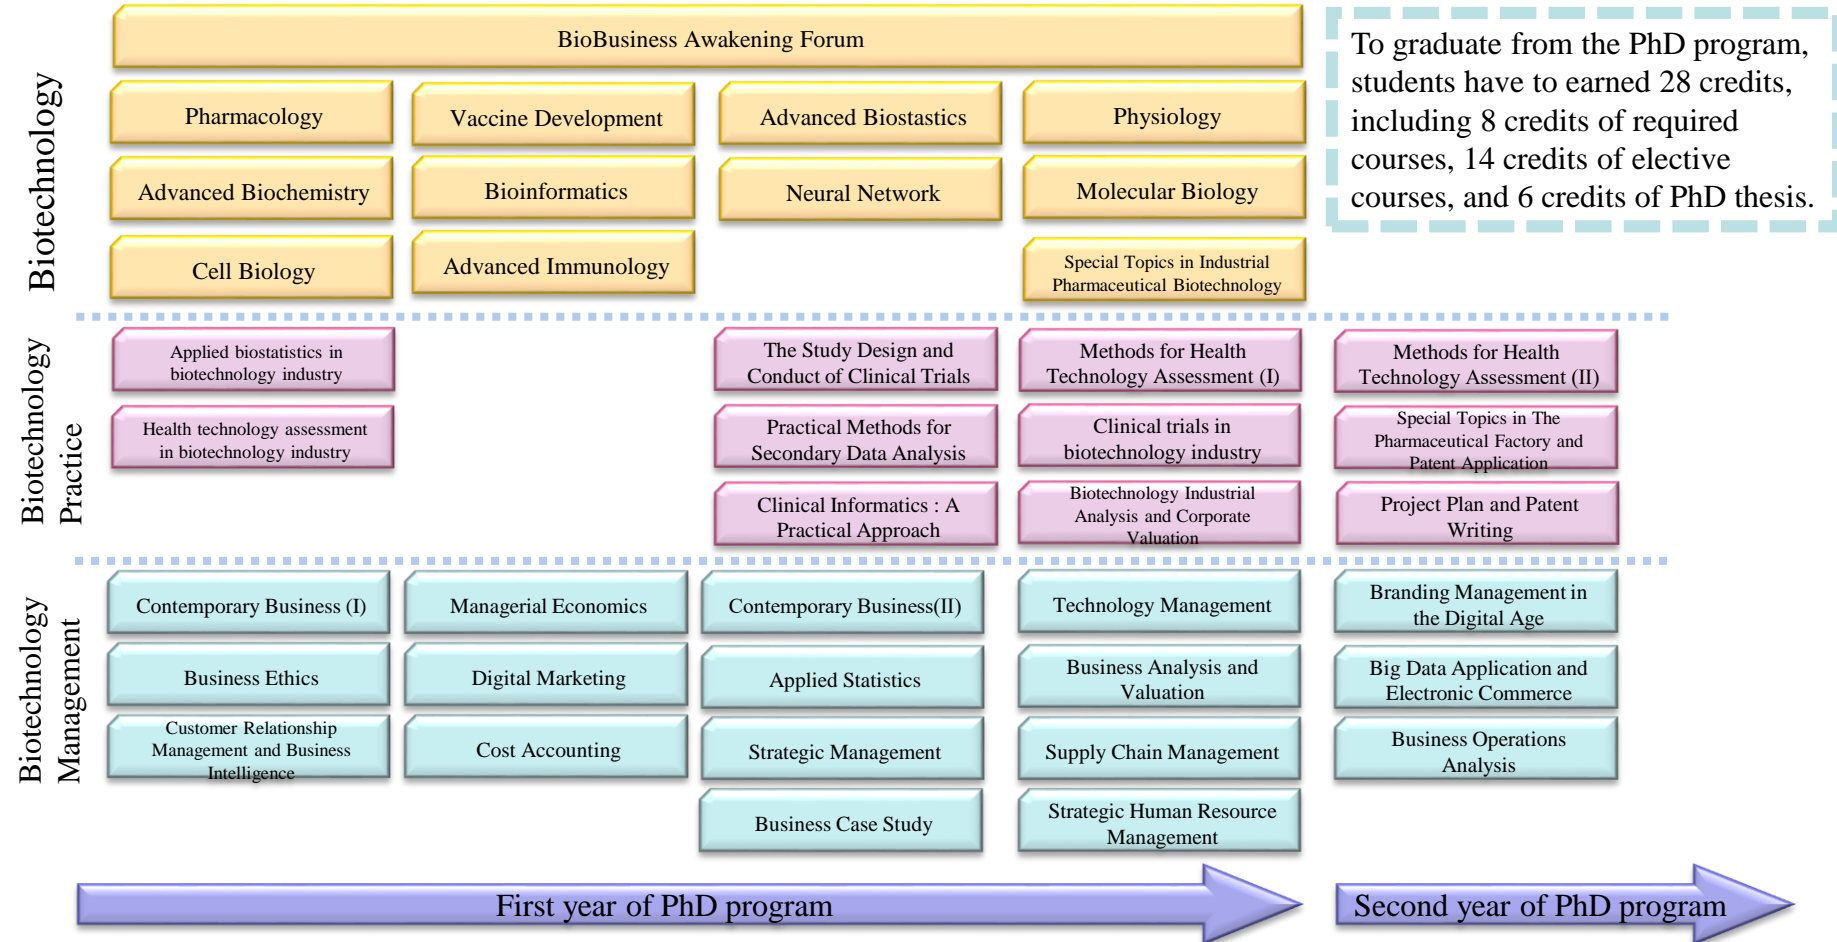 BioBusiness Awakening Forum
To graduate from the PhD program,
students have to earned 28 credits,
including 8 credits of required
courses, 14 credits of elective
courses, and 6 credits of PhD thesis.
Biotechnology
Pharmacology
Vaccine Development
Advanced Biostastics
Physiology
Advanced Biochemistry
Bioinformatics
Neural Network
Molecular Biology
Cell Biology
Advanced Immunology
Special Topics in Industrial
Pharmaceutical Biotechnology
Biotechnology
Practice
Applied biostatistics in
biotechnology industry
The Study Design and
Conduct of Clinical Trials
Methods for Health
Technology Assessment (I)
Methods for Health
Technology Assessment (II)
Health technology assessment
in biotechnology industry
Practical Methods for
Secondary Data Analysis
Clinical trials in
biotechnology industry
Special Topics in The
Pharmaceutical Factory and
Patent Application
Clinical Informatics : A
Practical Approach
Biotechnology Industrial
Analysis and Corporate
Valuation
Project Plan and Patent
Writing
Biotechnology
Management
Contemporary Business (I)
Managerial Economics
Contemporary Business(II)
Technology Management
Branding Management in
the Digital Age
Business Ethics
Digital Marketing
Applied Statistics
Business Analysis and
Valuation
Big Data Application and
Electronic Commerce
Customer Relationship
Management and Business
Intelligence
Cost Accounting
Strategic Management
Supply Chain Management
Business Operations
Analysis
Business Case Study
Strategic Human Resource
Management
First year of PhD program
Second year of PhD program